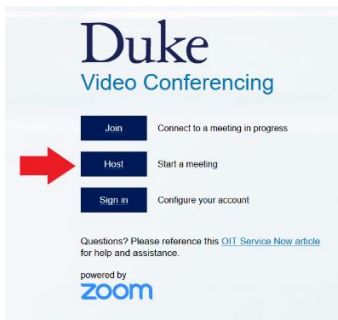 Duke
Video Conferencing
Join Connect to a meeting in progress
Host Start a meeting
Sign in Configure your account
Questions? Please reference this OIT Service Now article
for help and assistance.
powered by
zoom